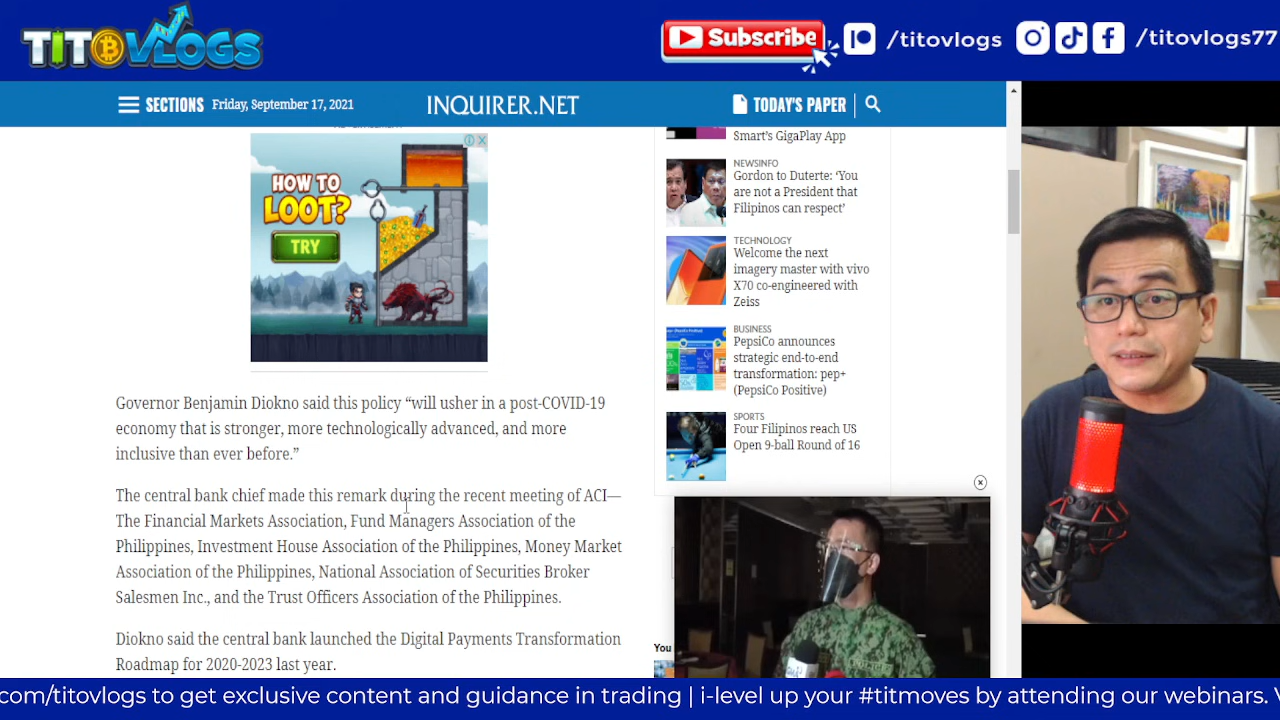 TITOVLOGS
Subscribe
/titovlogs
/titovlogs77
SECTIONS
Friday, September 17, 2021
INQUIRER.NET
TODAY'S PAPER
HOW TO
LOOT?
TRY
Smart's GigaPlay App
NEWSINFO
Gordon to Duterte: ‘You
are not a President that
Filipinos can respect’
TECHNOLOGY
Welcome the next
imagery master with vivo
X70 co-engineered with
Zeiss
BUSINESS
PepsiCo announces
strategic end-to-end
transformation: pep+
(PepsiCo Positive)
SPORTS
Four Filipinos reach US
Open 9-ball Round of 16
Governor Benjamin Diokno said this policy “will usher in a post-COVID-19
economy that is stronger, more technologically advanced, and more
inclusive than ever before.”
The central bank chief made this remark during the recent meeting of ACI—
The Financial Markets Association, Fund Managers Association of the
Philippines, Investment House Association of the Philippines, Money Market
Association of the Philippines, National Association of Securities Broker
Salesmen Inc., and the Trust Officers Association of the Philippines.
Diokno said the central bank launched the Digital Payments Transformation
Roadmap for 2020-2023 last year.
You
com/titovlogs to get exclusive content and guidance in trading | i-level up your #titmoves by attending our webinars.